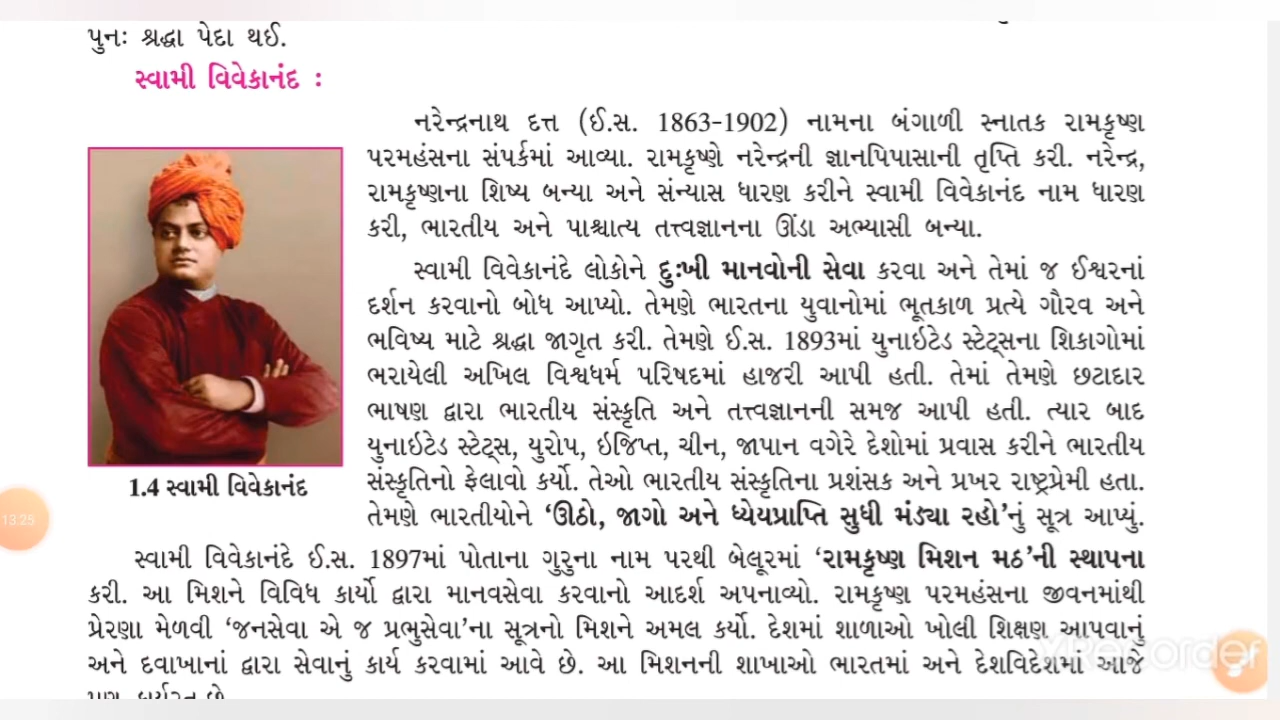 પુનઃ શ્રદ્ધા પેદા થઈ.
સ્વામી વિવેકાનંદ :
નરેન્દ્રનાથ દત્ત (ઈ.સ. 1863-1902) નામના બંગાળી સ્નાતક રામકૃષ્ણ
પરમહંસના સંપર્કમાં આવ્યા. રામકૃષ્ણે નરેન્દ્રની જ્ઞાનપિપાસાની તૃપ્તિ કરી. નરેન્દ્ર,
રામકૃષ્ણના શિષ્ય બન્યા અને સંન્યાસ ધારણ કરીને સ્વામી વિવેકાનંદ નામ ધારણ
કરી, ભારતીય અને પાશ્ચાત્ય તત્ત્વજ્ઞાનના ઊંડા અભ્યાસી બન્યા.
સ્વામી વિવેકાનંદે લોકોને દુઃખી માનવોની સેવા કરવા અને તેમાં જ ઈશ્વરનાં
દર્શન કરવાનો બોધ આપ્યો. તેમણે ભારતના યુવાનોમાં ભૂતકાળ પ્રત્યે ગૌરવ અને
ભવિષ્ય માટે શ્રદ્ધા જાગૃત કરી. તેમણે ઈ.સ. 1893માં યુનાઇટેડ સ્ટેટ્સના શિકાગોમાં
ભરાયેલી અખિલ વિશ્વધર્મ પરિષદમાં હાજરી આપી હતી. તેમાં તેમણે છટાદાર
ભાષણ દ્વારા ભારતીય સંસ્કૃતિ અને તત્ત્વજ્ઞાનની સમજ આપી હતી. ત્યાર બાદ
યુનાઇટેડ સ્ટેટ્સ, યુરોપ, ઇજિપ્ત, ચીન, જાપાન વગેરે દેશોમાં પ્રવાસ કરીને ભારતીય
સંસ્કૃતિનો ફેલાવો કર્યો. તેઓ ભારતીય સંસ્કૃતિના પ્રશંસક અને પ્રખર રાષ્ટ્રપ્રેમી હતા.
તેમણે ભારતીયોને ‘ઊઠો, જાગો અને ધ્યેયપ્રાપ્તિ સુધી મંડ્યા રહો’નું સૂત્ર આપ્યું.
1.4 સ્વામી વિવેકાનંદ
13:25
સ્વામી વિવેકાનંદે ઈ.સ. 1897માં પોતાના ગુરુના નામ પરથી બેલૂરમાં ‘રામકૃષ્ણ મિશન મઠ’ની સ્થાપના
કરી. આ મિશને વિવિધ કાર્યો દ્વારા માનવસેવા કરવાનો આદર્શ અપનાવ્યો. રામકૃષ્ણ પરમહંસના જીવનમાંથી
પ્રેરણા મેળવી ‘જનસેવા એ જ પ્રભુસેવા’ના સૂત્રનો મિશને અમલ કર્યો. દેશમાં શાળાઓ ખોલી શિક્ષણ આપવાનું
અને દવાખાનાં દ્વારા સેવાનું કાર્ય કરવામાં આવે છે. આ મિશનની શાખાઓ ભારતમાં અને દેશવિદેશમાં આજે
XRecorder